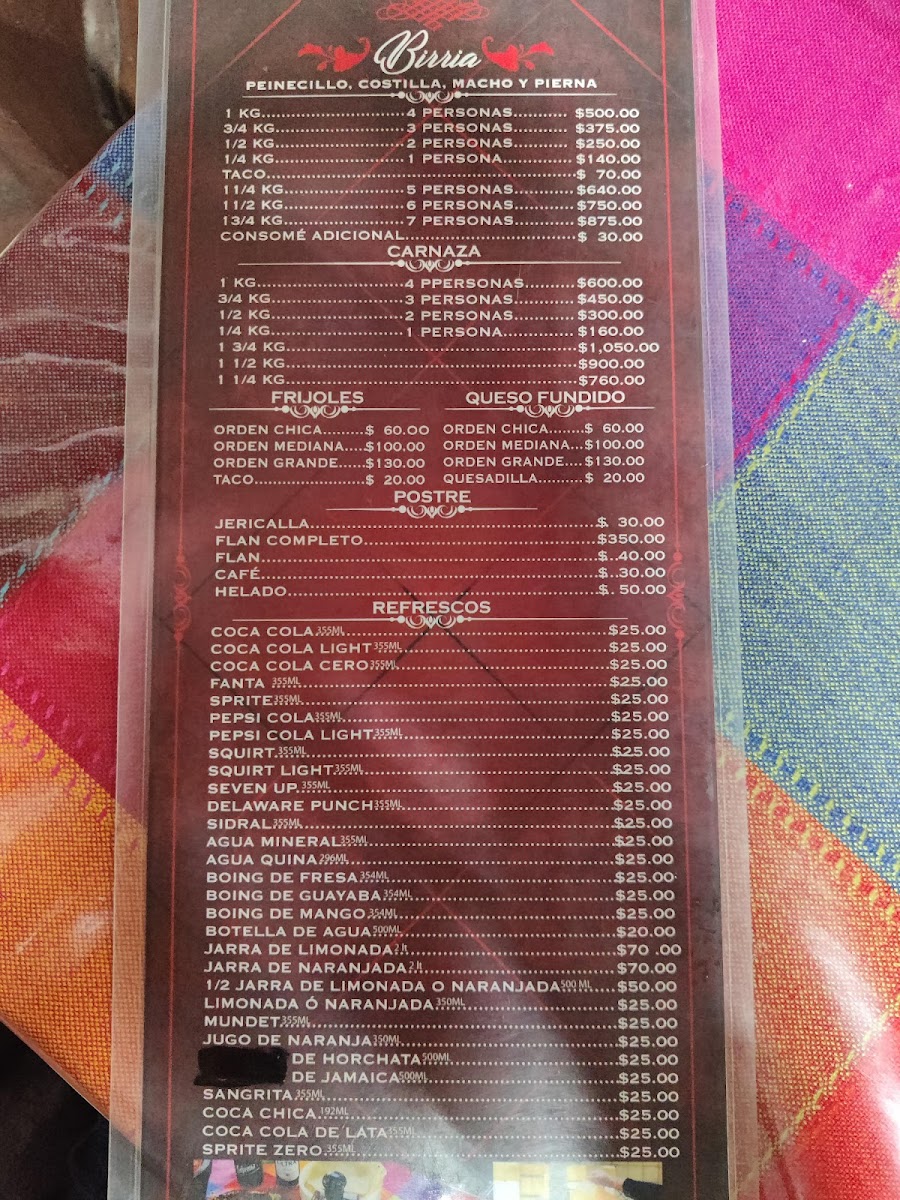 Birria
PEINECILLO, COSTILLA, MACHO Y PIERNA
1 KG........4 PERSONAS........$500.00
3/4 KG........3 PERSONAS........$375.00
1/2 KG........2 PERSONAS........$250.00
1/4 KG........1 PERSONA........$140.00
TACO........$ 70.00
11/4 KG........5 PERSONAS........$640.00
11/2 KG........6 PERSONAS........$750.00
13/4 KG........7 PERSONAS........$875.00
CONSOMÉ ADICIONAL........$ 30.00
CARNAZA
1 KG........4 PPERSONAS........$600.00
3/4 KG........3 PERSONAS........$450.00
1/2 KG........2 PERSONAS........$300.00
1/4 KG........1 PERSONA........$160.00
1 3/4 KG........$1,050.00
1 1/2 KG........$900.00
1 1/4 KG........$760.00
FRIJOLES
ORDEN CHICA........$ 60.00
ORDEN MEDIANA.....$100.00
ORDEN GRANDE......$130.00
TACO........$ 20.00
QUESO FUNDIDO
ORDEN CHICA........$ 60.00
ORDEN MEDIANA...$100.00
ORDEN GRANDE....$130.00
QUESADILLA........$ 20.00
POSTRE
JERICALLA........$. 30.00
FLAN COMPLETO........$350.00
FLAN........$..40.00
CAFÉ........$..30.00
HELADO........$. 50.00
REFRESCOS
COCA COLA 355ML........$25.00
COCA COLA LIGHT 355ML........$25.00
COCA COLA CERO 355ML........$25.00
FANTA 355ML........$25.00
SPRITE 355ML........$25.00
PEPSI COLA 355ML........$25.00
PEPSI COLA LIGHT 355ML........$25.00
SQUIRT 355ML........$25.00
SQUIRT LIGHT 355ML........$25.00
SEVEN UP 355ML........$25.00
DELAWARE PUNCH 355ML........$25.00
SIDRAL 355ML........$25.00
AGUA MINERAL 355ML........$25.00
AGUA QUINA 296ML........$25.00
BOING DE FRESA 354ML........$25.00
BOING DE GUAYABA 354ML........$25.00
BOING DE MANGO 354ML........$25.00
BOTELLA DE AGUA 500ML........$20.00
JARRA DE LIMONADA 2 lt........$70 .00
JARRA DE NARANJADA 2 lt........$70.00
1/2 JARRA DE LIMONADA O NARANJADA 500 ML........$50.00
LIMONADA Ó NARANJADA 350ML........$25.00
MUNDET 355ML........$25.00
JUGO DE NARANJA 350ML........$25.00
DE HORCHATA 500ML........$25.00
DE JAMAICA 500ML........$25.00
SANGRITA 355ML........$25.00
COCA CHICA 192ML........$25.00
COCA COLA DE LATA 355ML........$25.00
SPRITE ZERO 355ML........$25.00